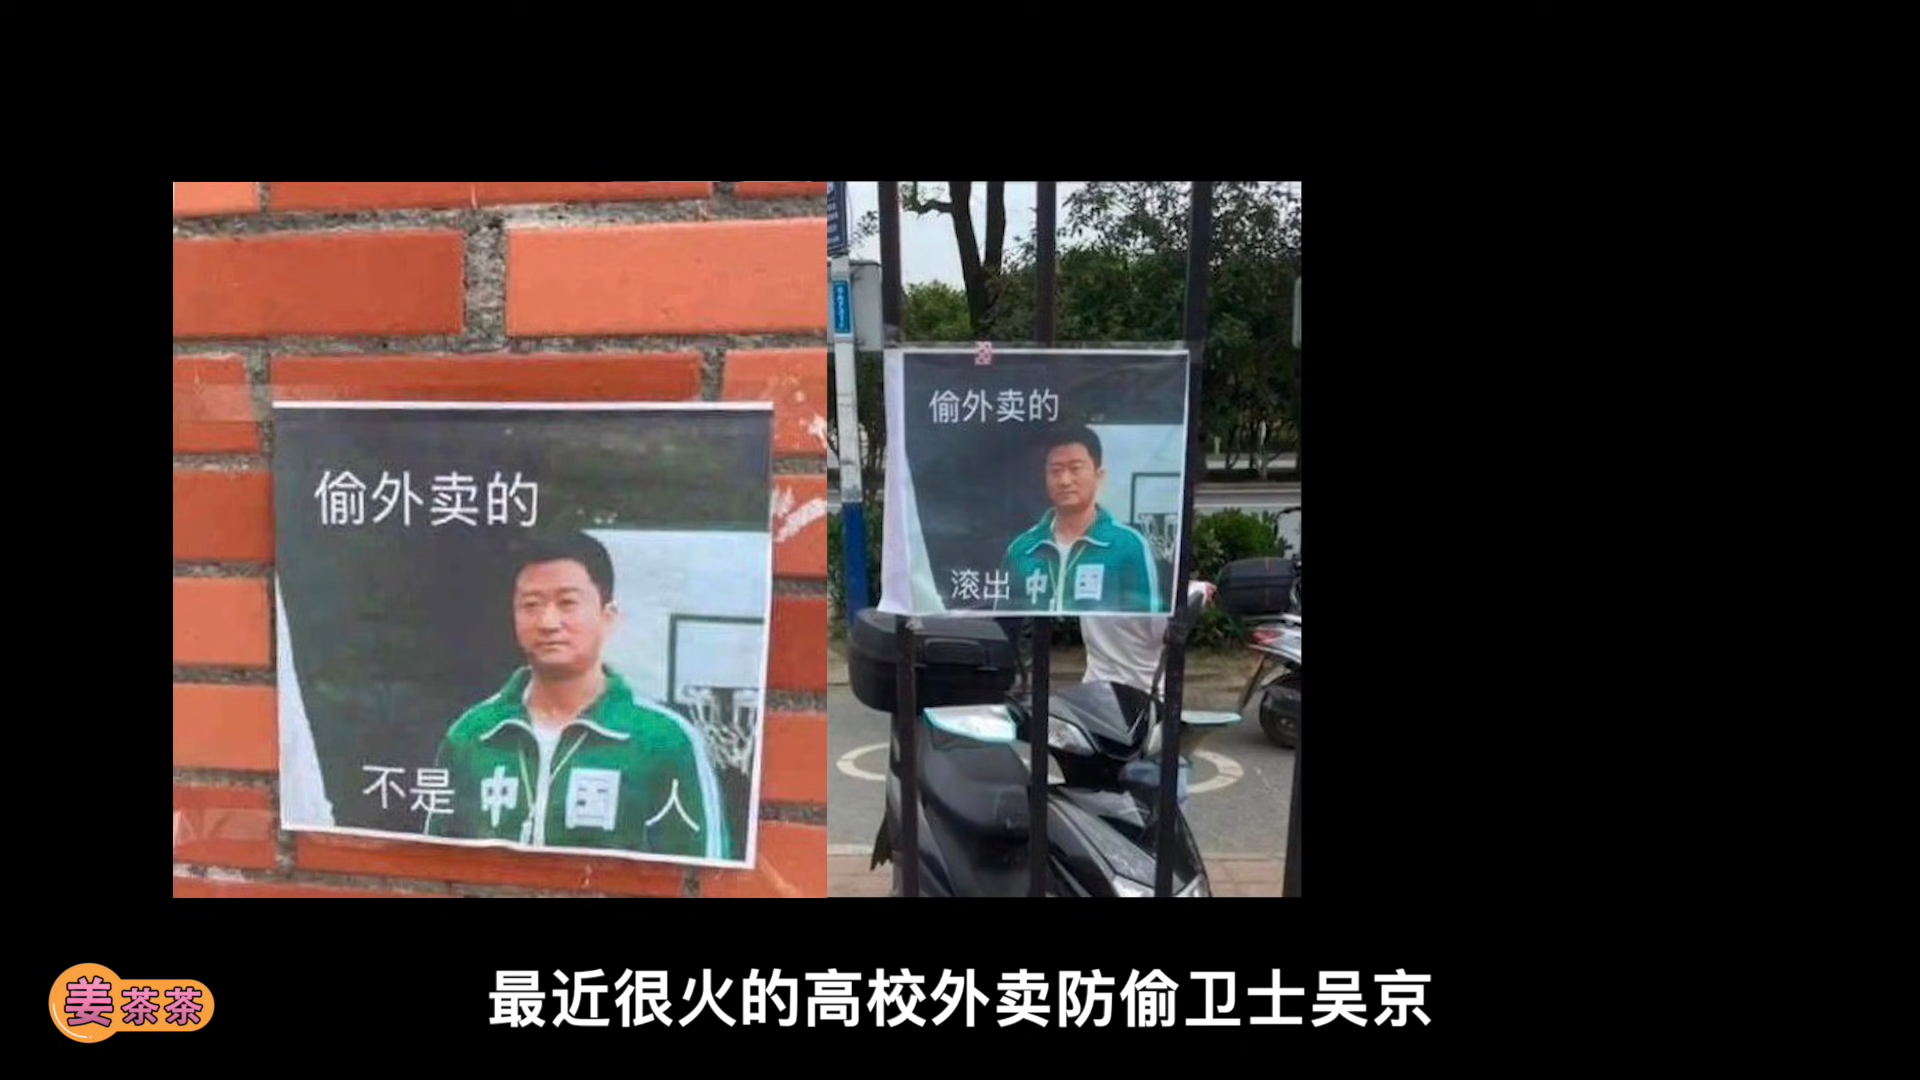 偷外卖的
不是 中国 人
偷外卖的
滚出 中国
姜茶茶
最近很火的高校外卖防偷卫士吴京